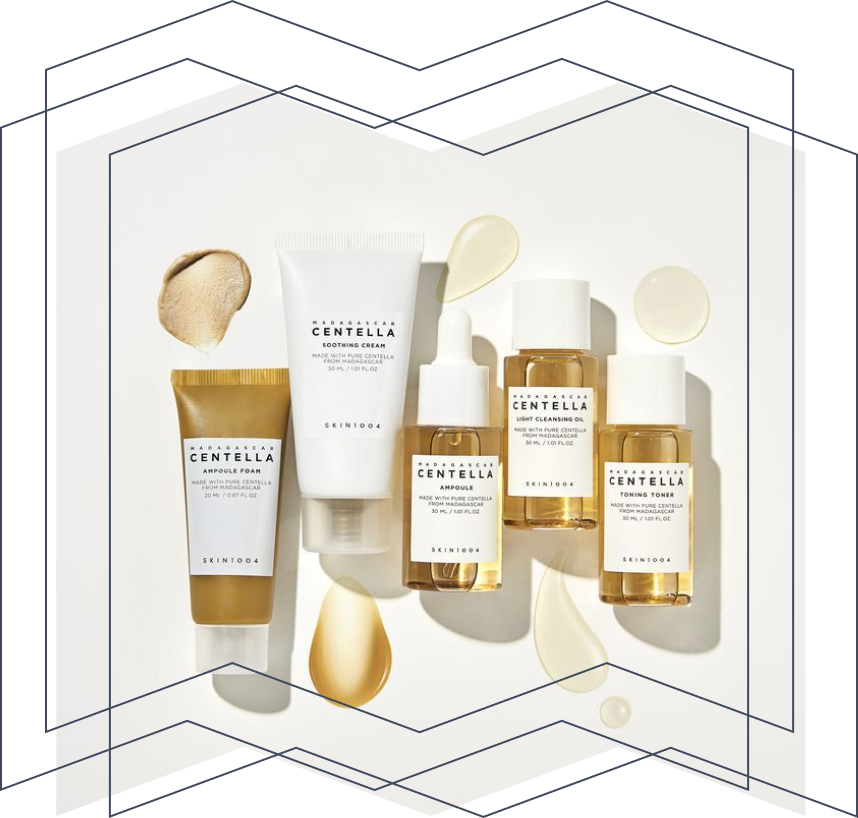 MADAGASCAR
CENTELLA
SOOTHING CREAM
MADE WITH PURE CENTELLA
FROM MADAGASCAR
30 ML / 1.01 FL.OZ.
SKIN1004
MADAGASCAR
CENTELLA
AMPOULE FOAM
MADE WITH PURE CENTELLA
FROM MADAGASCAR
20 ML / 0.67 FL.OZ
SKIN1004
MADAGASCAR
CENTELLA
AMPOULE
MADE WITH PURE CENTELLA
FROM MADAGASCAR
30 ML / 1.01 FL.OZ.
SKIN1004
MADAGASCAR
CENTELLA
LIGHT CLEANSING OIL
MADE WITH PURE CENTELLA
FROM MADAGASCAR
30 ML / 1.01 FL.OZ.
SKIN1004
MADAGASCAR
CENTELLA
TONING TONER
MADE WITH PURE CENTELLA
FROM MADAGASCAR
30 ML / 1.01 FL.OZ.
SKIN1004